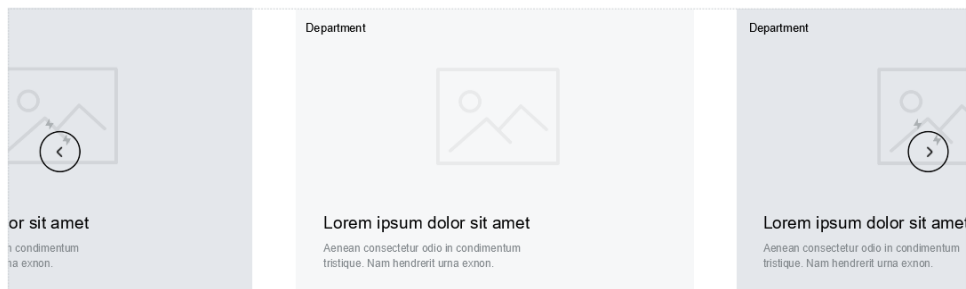 or sit amet
n condimentum
na exnon.
Department
Lorem ipsum dolor sit amet
Aenean consectetur odio in condimentum
tristique. Nam hendrerit urna exnon.
Department
Lorem ipsum dolor sit amet
Aenean consectetur odio in condimentum
tristique. Nam hendrerit urna exnon.